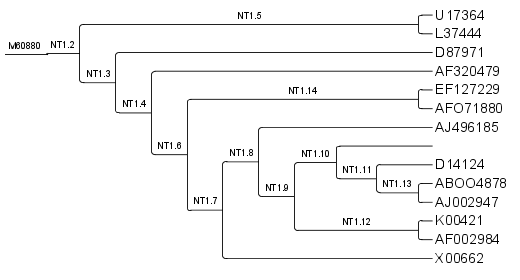 U17364
NT1.5
L37444
M60880
NT1.2
D87971
NT1.3
AF320479
EF127229
NT1.14
NT1.4
AFO71880
AJ496185
NT1.6
NT1.8
NT1.10
D14124
NT1.11
ABOO4878
NT1.13
NT1.9
NT1.7
AJ002947
K00421
NT1.12
AF002984
X00662